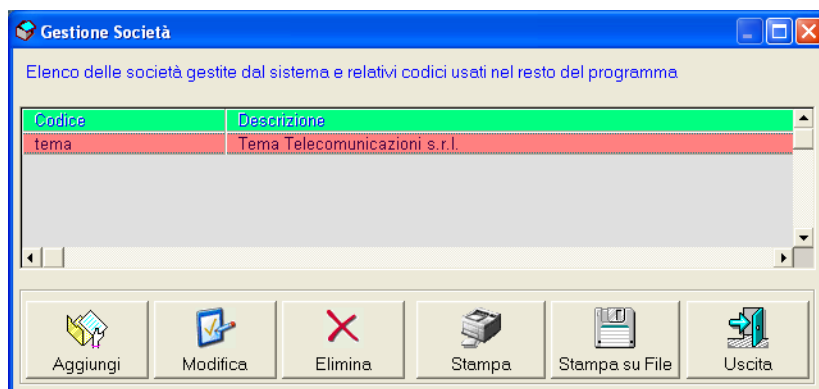 Gestione Società
Elenco delle società gestite dal sistema e relativi codici usati nel resto del programma
Codice Descrizione
tema Tema Telecomunicazioni s.r.l.
Aggiungi Modifica Elimina Stampa Stampa su File Uscita